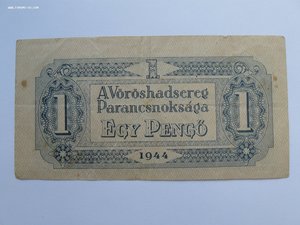 1
A Vöröshadsereg
Parancsnoksága
1 Egy Pengő 1
1944